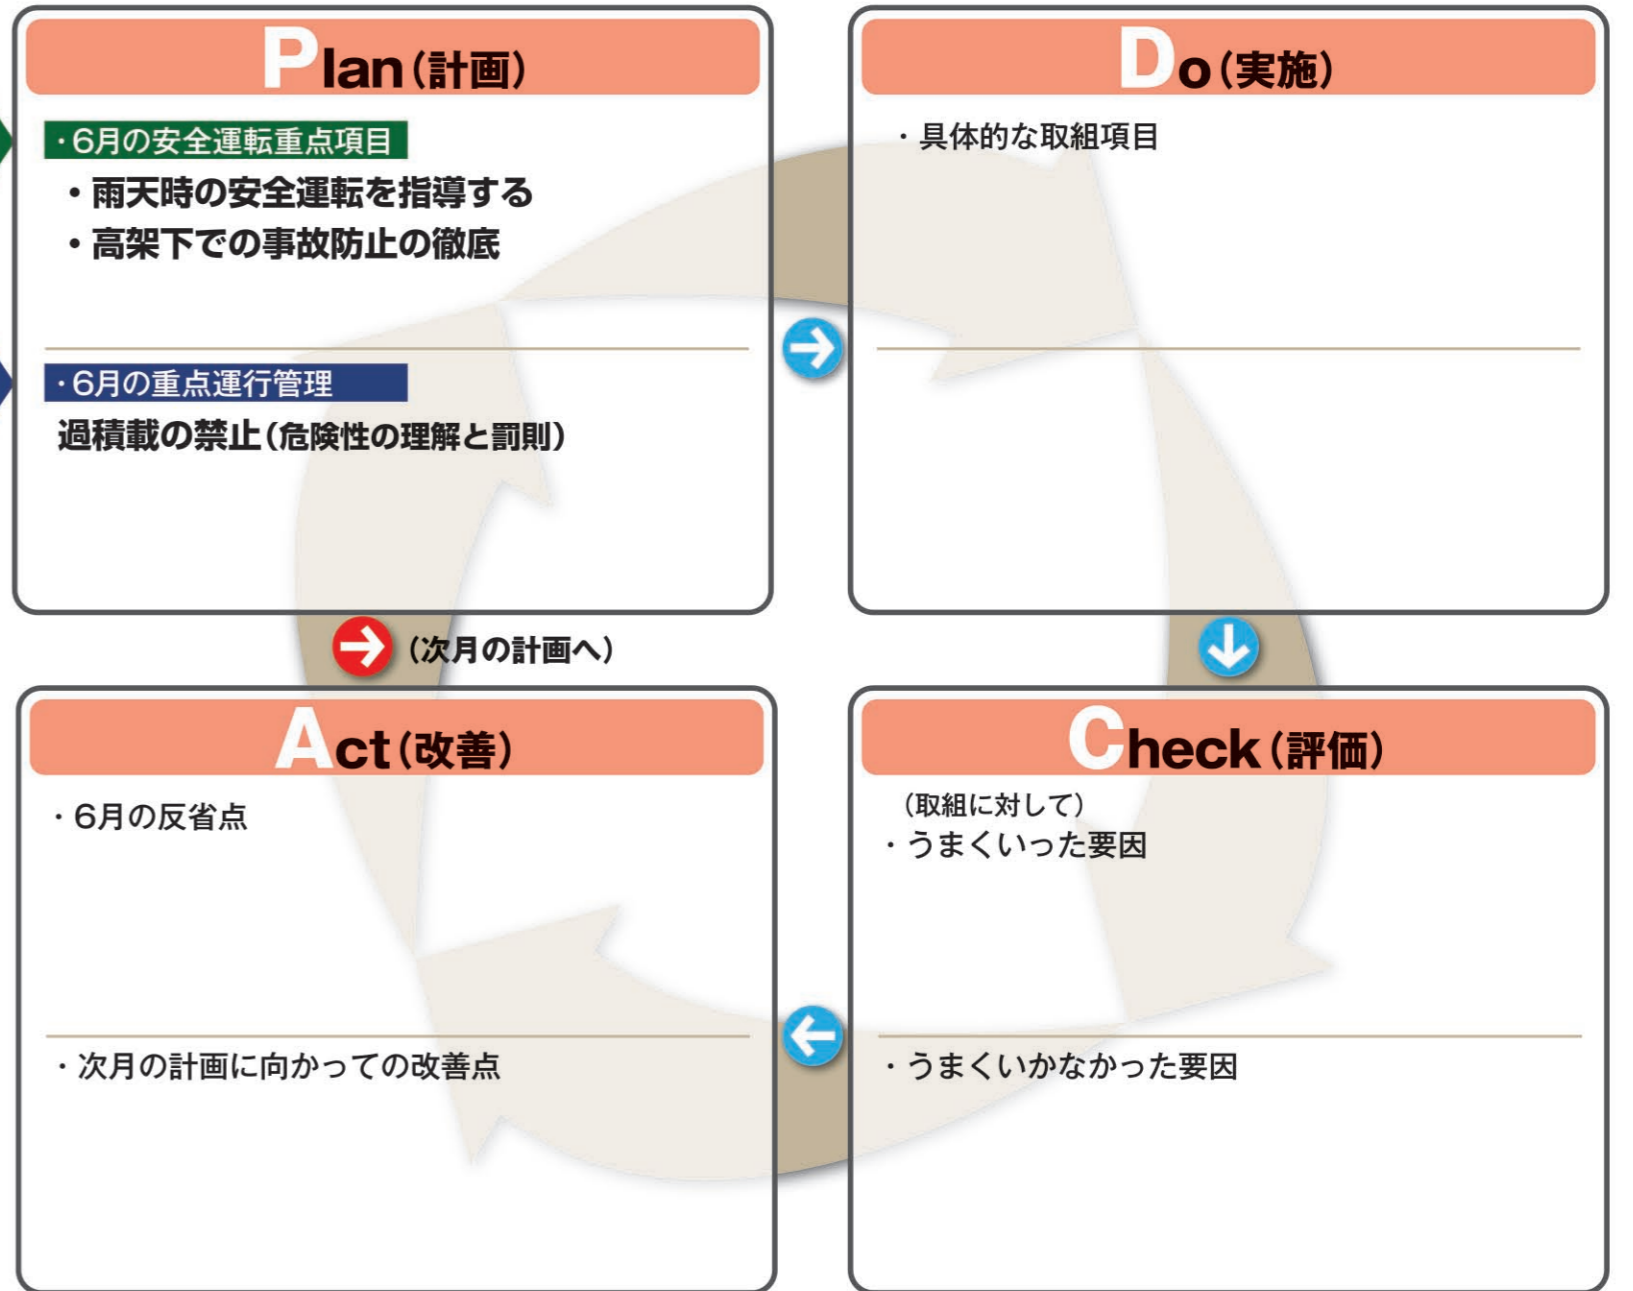 Plan(計画)
・6月の安全運転重点項目
・雨天時の安全運転を指導する
・高架下での事故防止の徹底
・6月の重点運行管理
過積載の禁止(危険性の理解と罰則)
Do(実施)
・具体的な取組項目
(次月の計画へ)
Act(改善)
・6月の反省点
・次月の計画に向かっての改善点
Check(評価)
(取組に対して)
・うまくいった要因
・うまくいかなかった要因